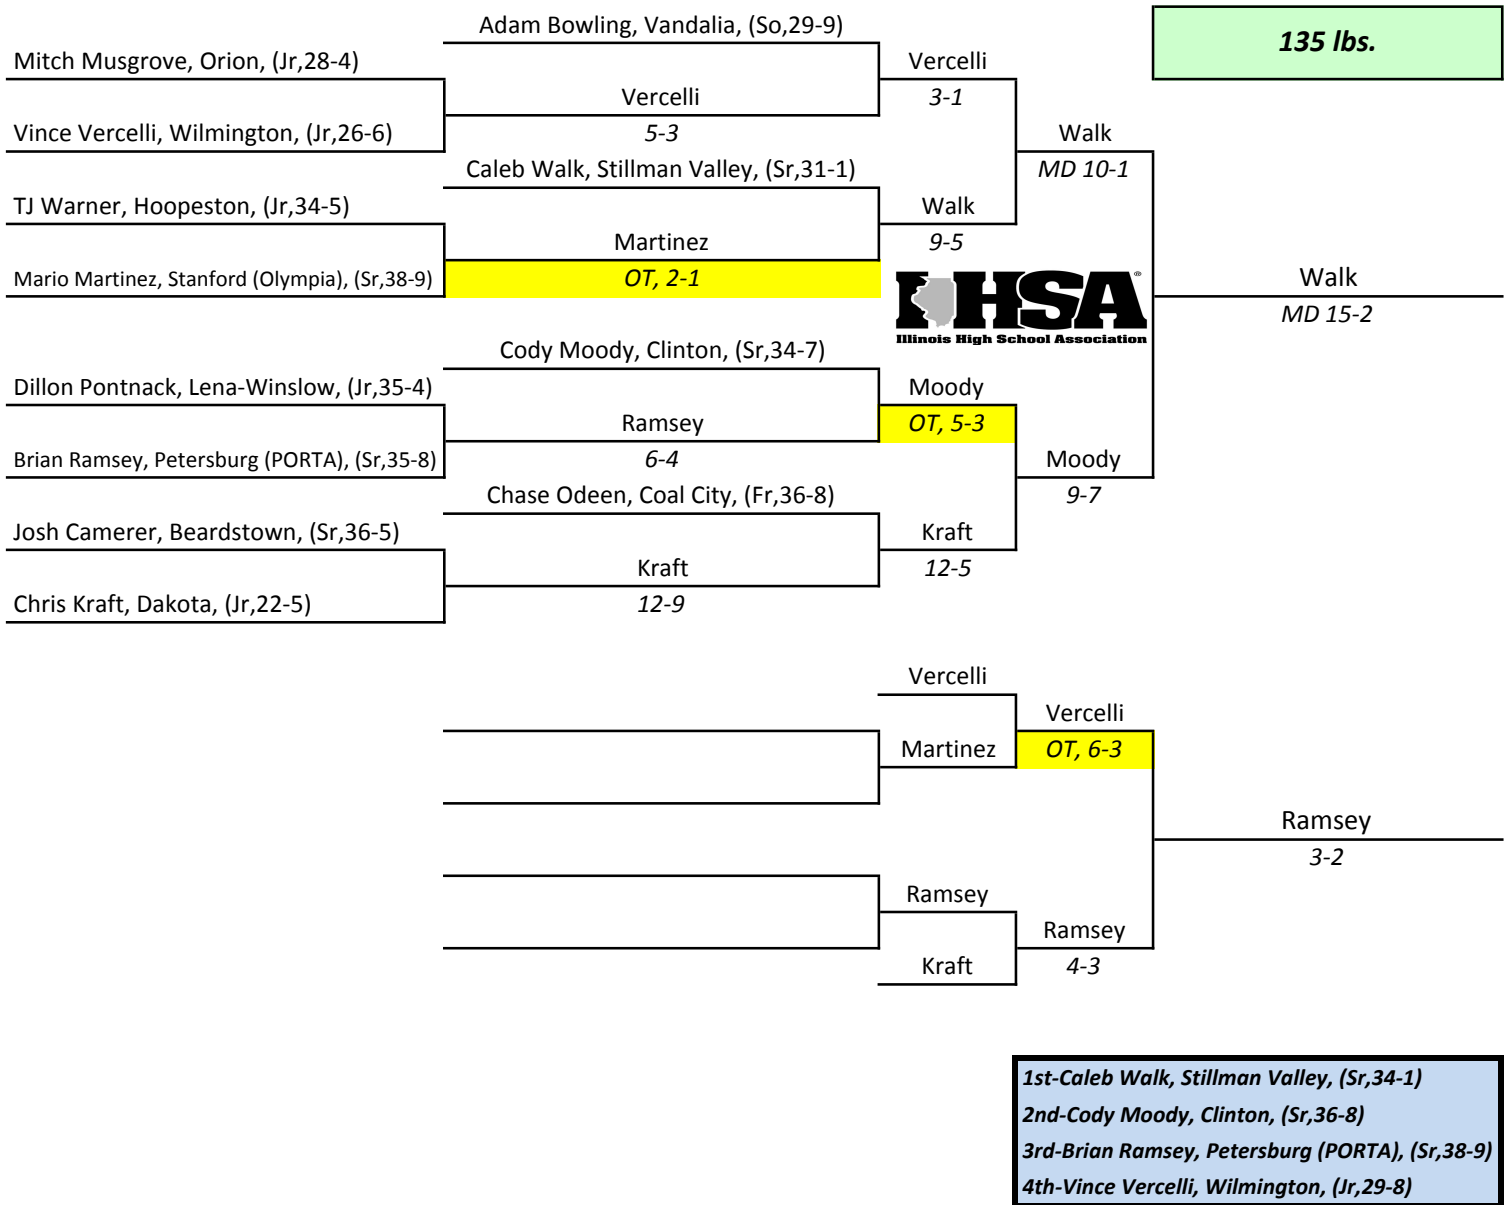 Adam Bowling, Vandalia, (So,29-9)
135 lbs.
Mitch Musgrove, Orion, (Jr,28-4)
Vercelli
Vercelli
3-1
Vince Vercelli, Wilmington, (Jr,26-6)
5-3
Walk
Caleb Walk, Stillman Valley, (Sr,31-1)
MD 10-1
TJ Warner, Hoopeston, (Jr,34-5)
Walk
Martinez
9-5
Mario Martinez, Stanford (Olympia), (Sr,38-9)
OT, 2-1
IHSA®
Walk
Illinois High School Association
MD 15-2
Cody Moody, Clinton, (Sr,34-7)
Dillon Pontnack, Lena-Winslow, (Jr,35-4)
Moody
Ramsey
OT, 5-3
Brian Ramsey, Petersburg (PORTA), (Sr,35-8)
6-4
Moody
Chase Odeen, Coal City, (Fr,36-8)
9-7
Josh Camerer, Beardstown, (Sr,36-5)
Kraft
Kraft
12-5
Chris Kraft, Dakota, (Jr,22-5)
12-9
Vercelli
Vercelli
Martinez
OT, 6-3
Ramsey
3-2
Ramsey
Ramsey
Kraft
4-3
1st-Caleb Walk, Stillman Valley, (Sr,34-1)
2nd-Cody Moody, Clinton, (Sr,36-8)
3rd-Brian Ramsey, Petersburg (PORTA), (Sr,38-9)
4th-Vince Vercelli, Wilmington, (Jr,29-8)